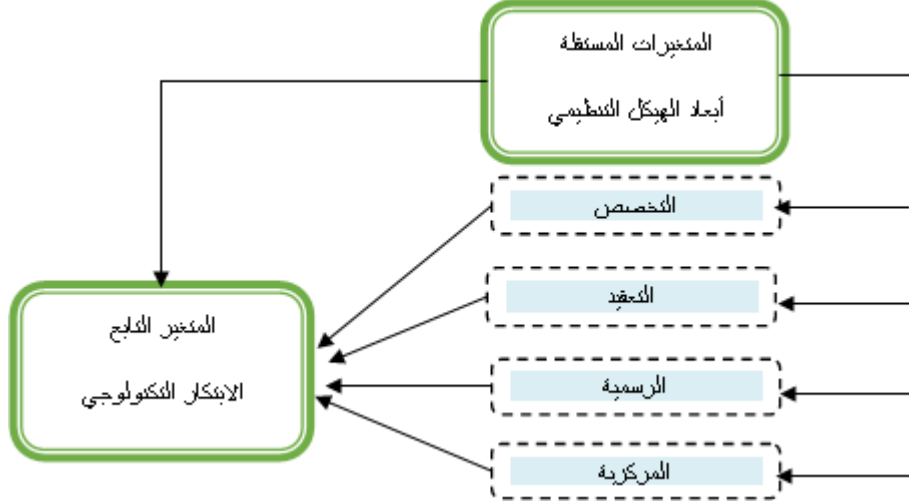 المتغيرات المستقلة
أبعاد الهيكل التنظيمي
التخصص
التعقيد
الرسمية
المركزية
المتغير التابع
الابتكار التكنولوجي